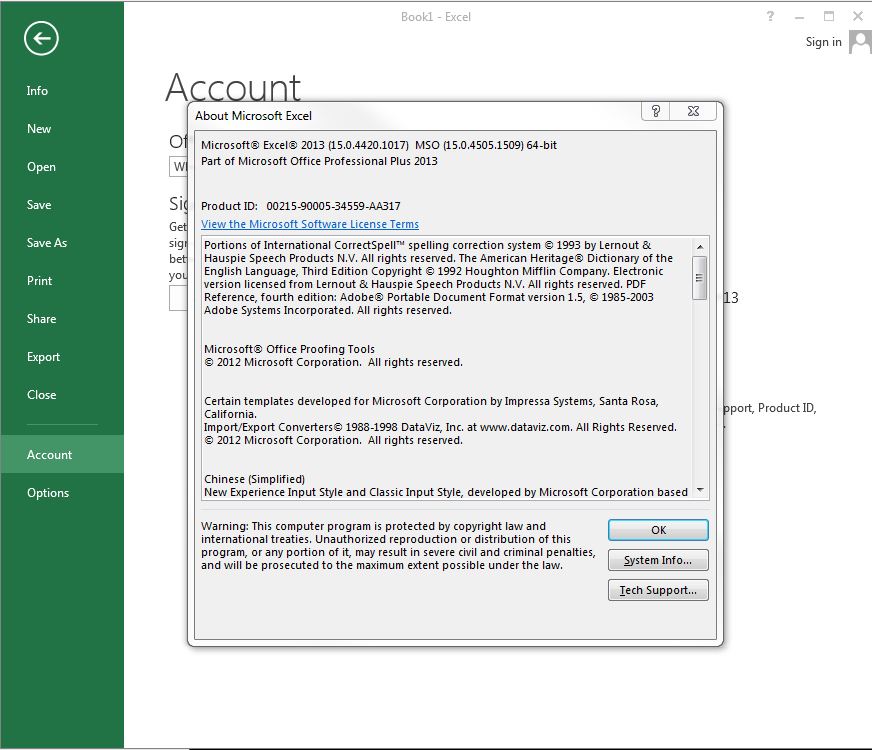 Book1 - Excel
?
Sign in
Info
New
Open
Save
Save As
Print
Share
Export
Close
Account
Options
Account
About Microsoft Excel
?
Microsoft® Excel® 2013 (15.0.4420.1017)  MSO (15.0.4505.1509) 64-bit
Part of Microsoft Office Professional Plus 2013
Product ID:   00215-90005-34559-AA317
View the Microsoft Software License Terms
Portions of International CorrectSpell™ spelling correction system © 1993 by Lernout &
Hauspie Speech Products N.V. All rights reserved. The American Heritage® Dictionary of the
English Language, Third Edition Copyright © 1992 Houghton Mifflin Company. Electronic
version licensed from Lernout & Hauspie Speech Products N.V. All rights reserved. PDF
Reference, fourth edition: Adobe® Portable Document Format version 1.5, © 1985-2003
Adobe Systems Incorporated. All rights reserved.
Microsoft® Office Proofing Tools
© 2012 Microsoft Corporation.  All rights reserved.
Certain templates developed for Microsoft Corporation by Impressa Systems, Santa Rosa,
California.
Import/Export Converters© 1988-1998 DataViz, Inc. at www.dataviz.com. All Rights Reserved.
© 2012 Microsoft Corporation.  All rights reserved.
Chinese (Simplified)
New Experience Input Style and Classic Input Style, developed by Microsoft Corporation based
Warning: This computer program is protected by copyright law and
international treaties. Unauthorized reproduction or distribution of this
program, or any portion of it, may result in severe civil and criminal penalties,
and will be prosecuted to the maximum extent possible under the law.
OK
System Info...
Tech Support...
Get
you
13
pport, Product ID,